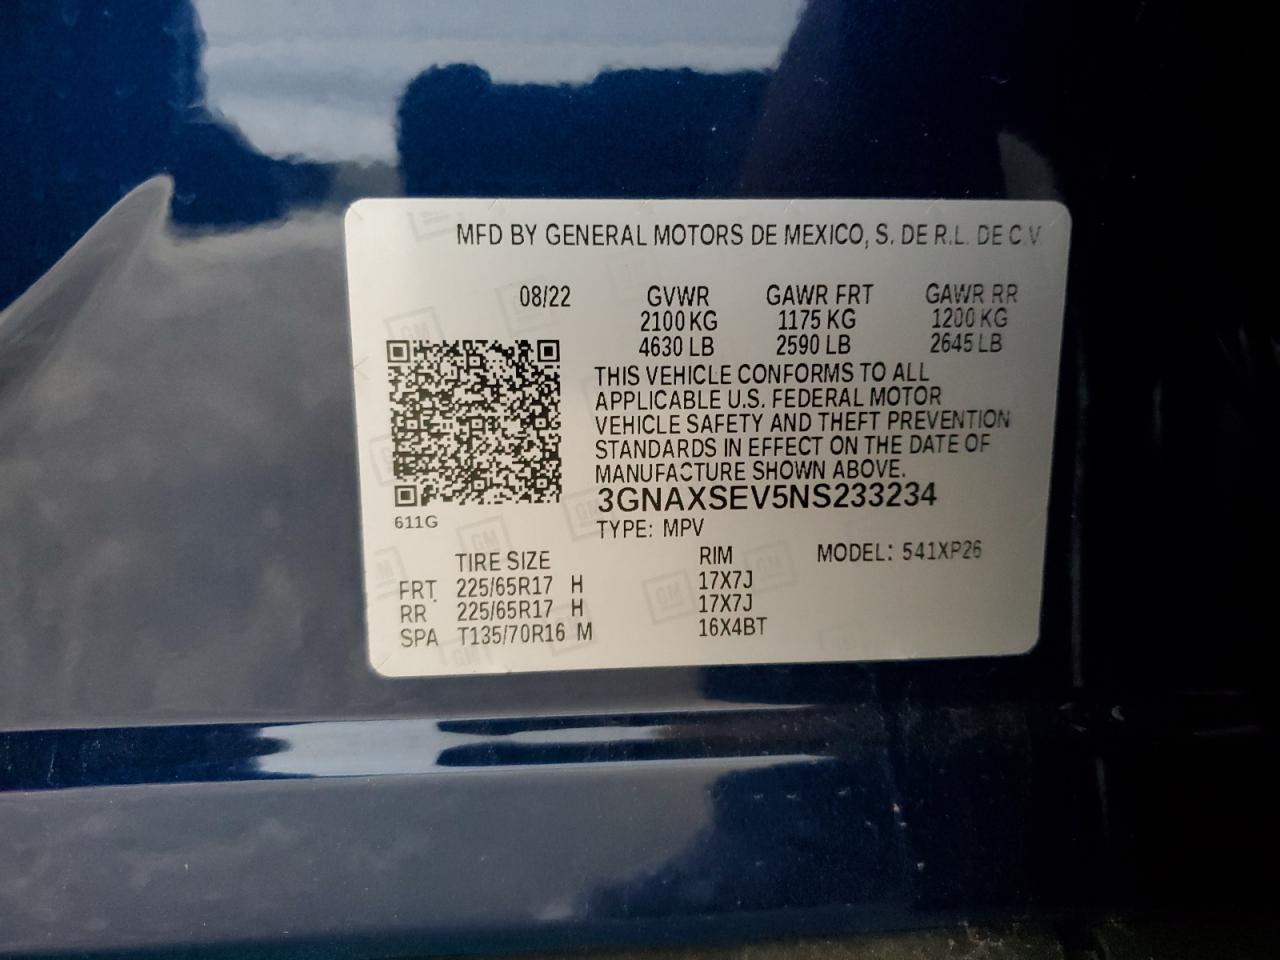 MFD BY GENERAL MOTORS DE MEXICO, S. DE R.L. DE C.V.
08/22 GVWR GAWR FRT GAWR RR
2100 KG 1175 KG 1200 KG
4630 LB 2590 LB 2645 LB
THIS VEHICLE CONFORMS TO ALL
APPLICABLE U.S. FEDERAL MOTOR
VEHICLE SAFETY AND THEFT PREVENTION
STANDARDS IN EFFECT ON THE DATE OF
MANUFACTURE SHOWN ABOVE.
3GNAXSEV5NS233234
611G
TYPE: MPV
TIRE SIZE RIM MODEL: 541XP26
FRT 225/65R17 H 17X7J
RR 225/65R17 H 17X7J
SPA T135/70R16 M 16X4BT